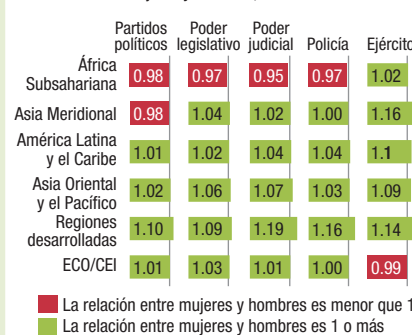 Partidos políticos Poder legislativo Poder judicial Policía Ejército
África Subsahariana 0.98 0.97 0.95 0.97 1.02
Asia Meridional 0.98 1.04 1.02 1.00 1.16
América Latina y el Caribe 1.01 1.02 1.04 1.04 1.1
Asia Oriental y el Pacífico 1.02 1.06 1.07 1.03 1.09
Regiones desarrolladas 1.10 1.09 1.19 1.16 1.14
ECO/CEI 1.01 1.03 1.01 1.00 0.99
La relación entre mujeres y hombres es menor que 1
La relación entre mujeres y hombres es 1 o más